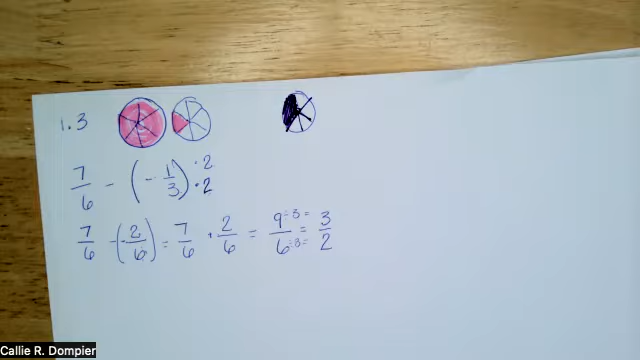 1.3
7/6 - (- 1/3) ·2 ·2
7/6 - (- 2/6) = 7/6 + 2/6 = 9÷3= / 6÷3= = 3/2
Callie R. Dompier